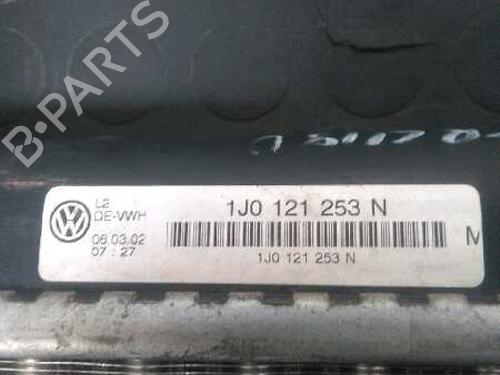 B-PARTS
L2
DE-VWH
06.03.02
07 : 27
1J0 121 253 N
1J0 121 253 N
M